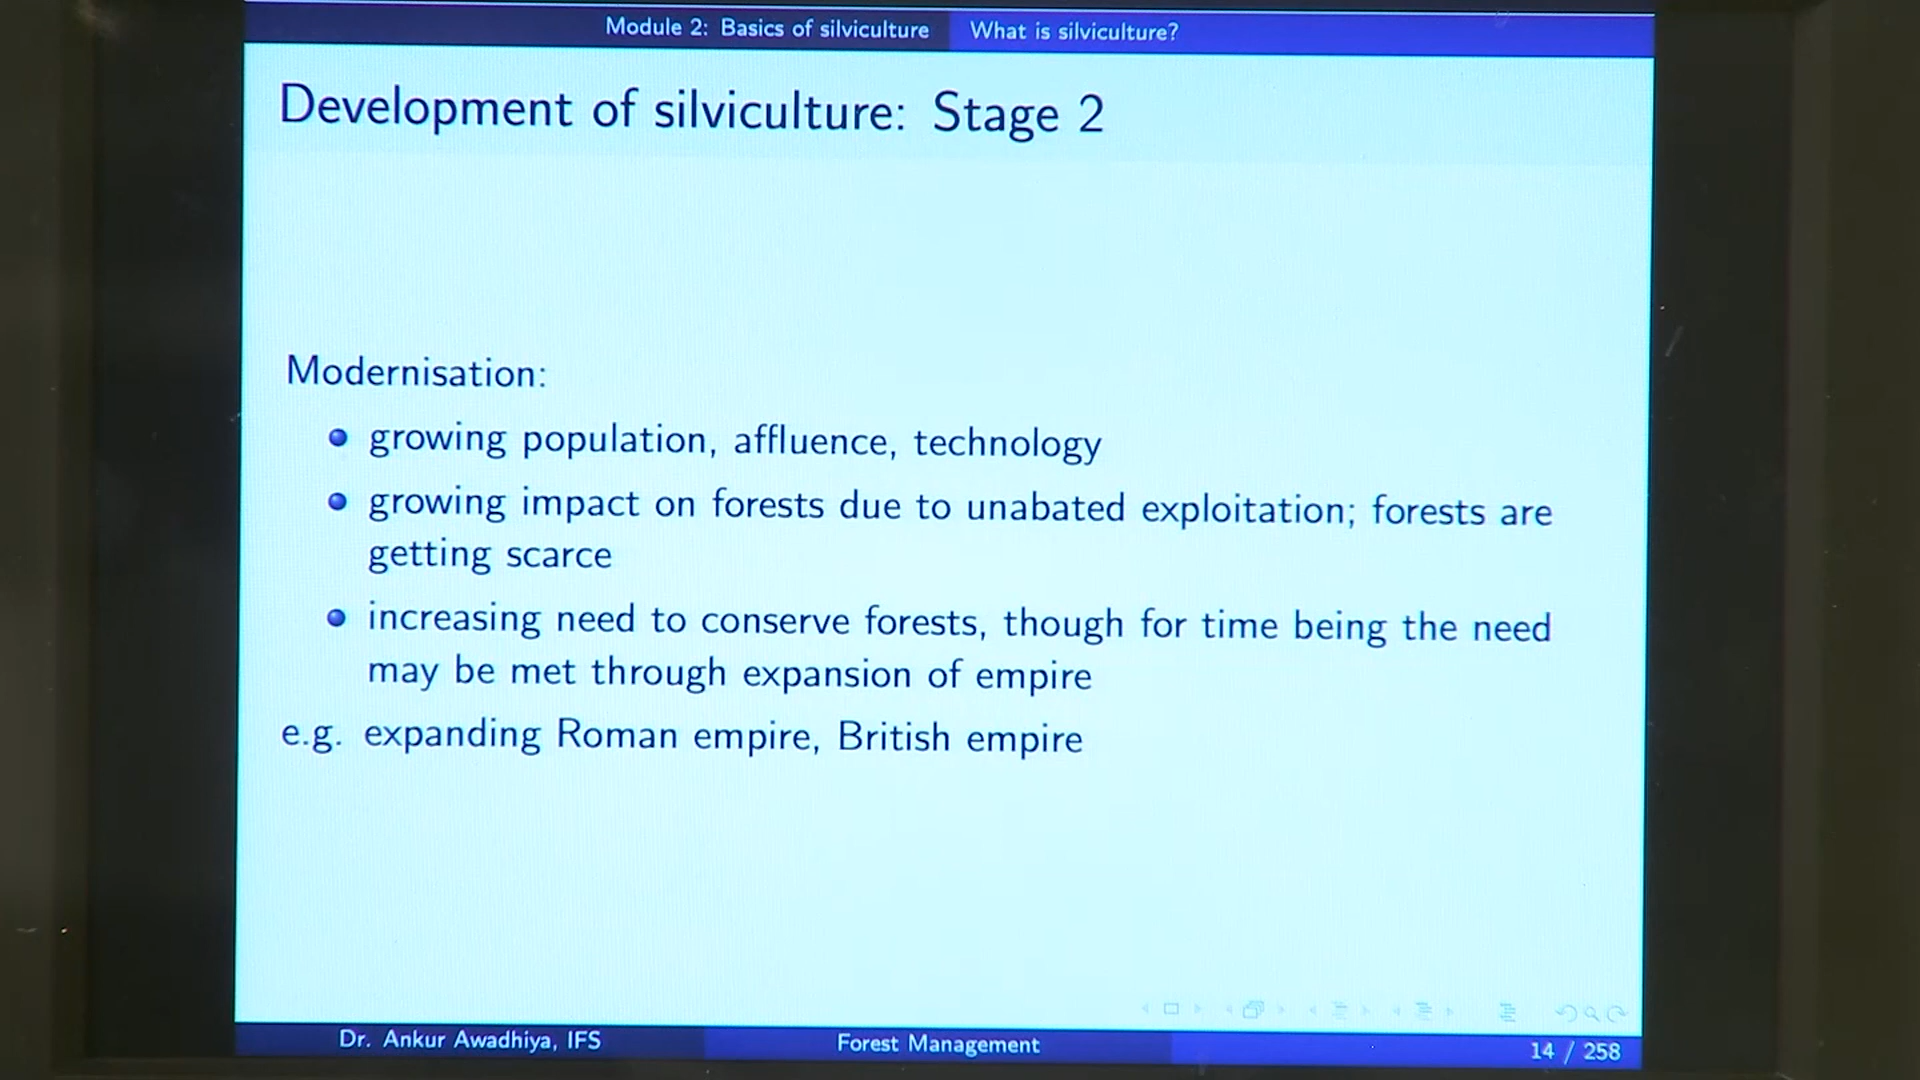 Module 2: Basics of silviculture What is silviculture?
Development of silviculture: Stage 2
Modernisation:
growing population, affluence, technology
growing impact on forests due to unabated exploitation; forests are
getting scarce
increasing need to conserve forests, though for time being the need
may be met through expansion of empire
e.g. expanding Roman empire, British empire
Dr. Ankur Awadhiya, IFS Forest Management 14 / 258